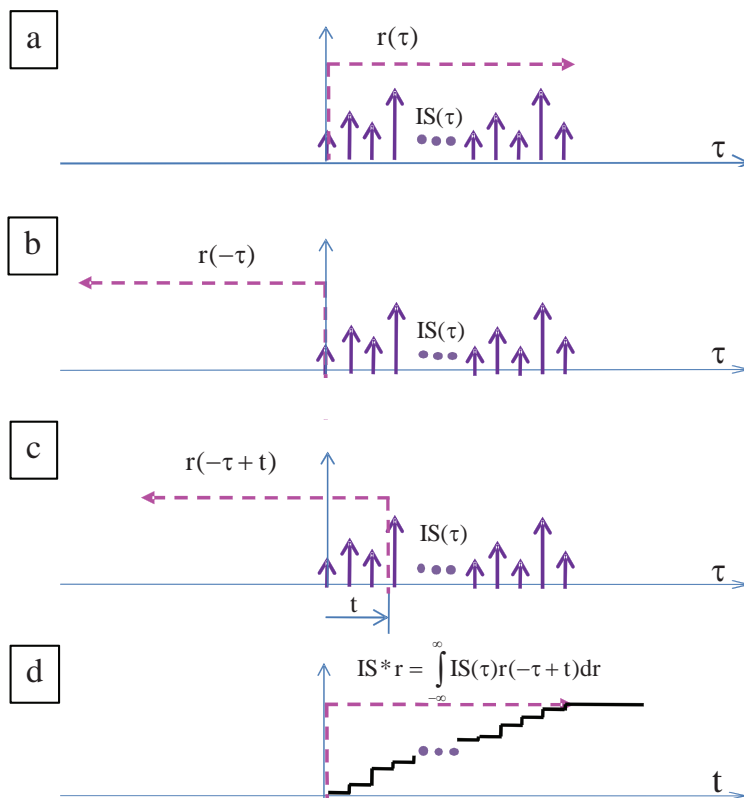 a
r(τ)
IS(τ)
τ
b
r(−τ)
IS(τ)
τ
c
r(−τ + t)
IS(τ)
τ
t
d
IS * r = ∫_{−∞}^{∞} IS(τ)r(−τ + t)dr
t